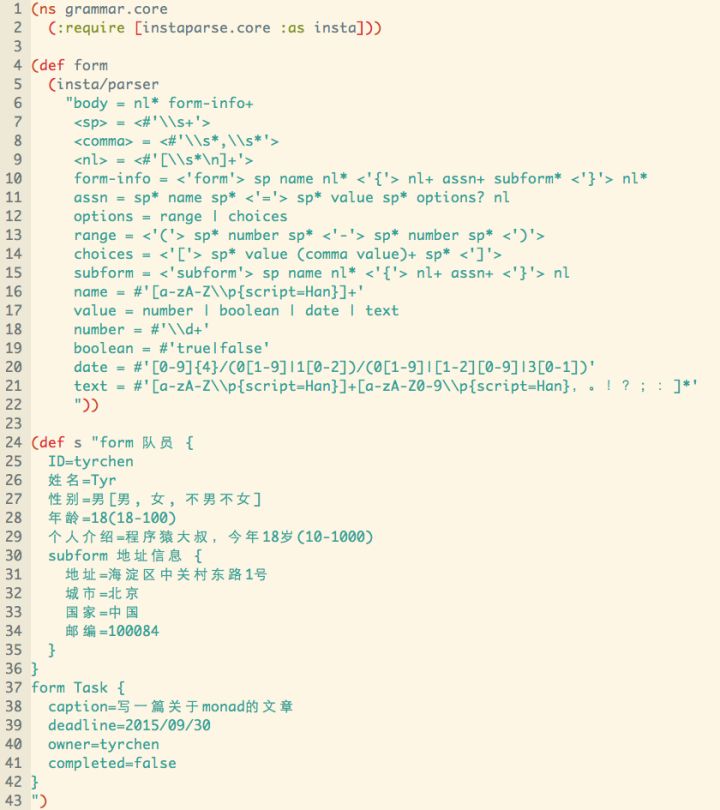 1 (ns grammar.core
2   (:require [instaparse.core :as insta]))
3
4 (def form
5   (insta/parser
6     "body = nl* form-info+
7      <sp> = <#'\\s+'>
8      <comma> = <#'\\s*,\\s*'>
9      <nl> = <#'[\\s*\n]+'>
10      form-info = <'form'> sp name nl* <'{'> nl+ assn+ subform* <'}'> nl*
11      assn = sp* name sp* <'='> sp* value sp* options? nl
12      options = range | choices
13      range = <'('> sp* number sp* <'-'> sp* number sp* <')'>
14      choices = <'['> sp* value (comma value)+ sp* <']'>
15      subform = <'subform'> sp name nl* <'{'> nl+ assn+ <'}'> nl
16      name = #'[a-zA-Z\\p{script=Han}]+'
17      value = number | boolean | date | text
18      number = #'\\d+'
19      boolean = #'true|false'
20      date = #'[0-9]{4}/(0[1-9]|1[0-2])/(0[1-9]|[1-2][0-9]|3[0-1])'
21      text = #'[a-zA-Z\\p{script=Han}]+[a-zA-Z0-9\\p{script=Han}，。！？；：]*'
22      "))
23
24 (def s "form 队员 {
25   ID=tyrchen
26   姓名=Tyr
27   性别=男[男, 女, 不男不女]
28   年龄=18(18-100)
29   个人介绍=程序猿大叔，今年18岁(10-1000)
30   subform 地址信息 {
31     地址=海淀区中关村东路1号
32     城市=北京
33     国家=中国
34     邮编=100084
35   }
36 }
37 form Task {
38   caption=写一篇关于monad的文章
39   deadline=2015/09/30
40   owner=tyrchen
41   completed=false
42 }
43 ")